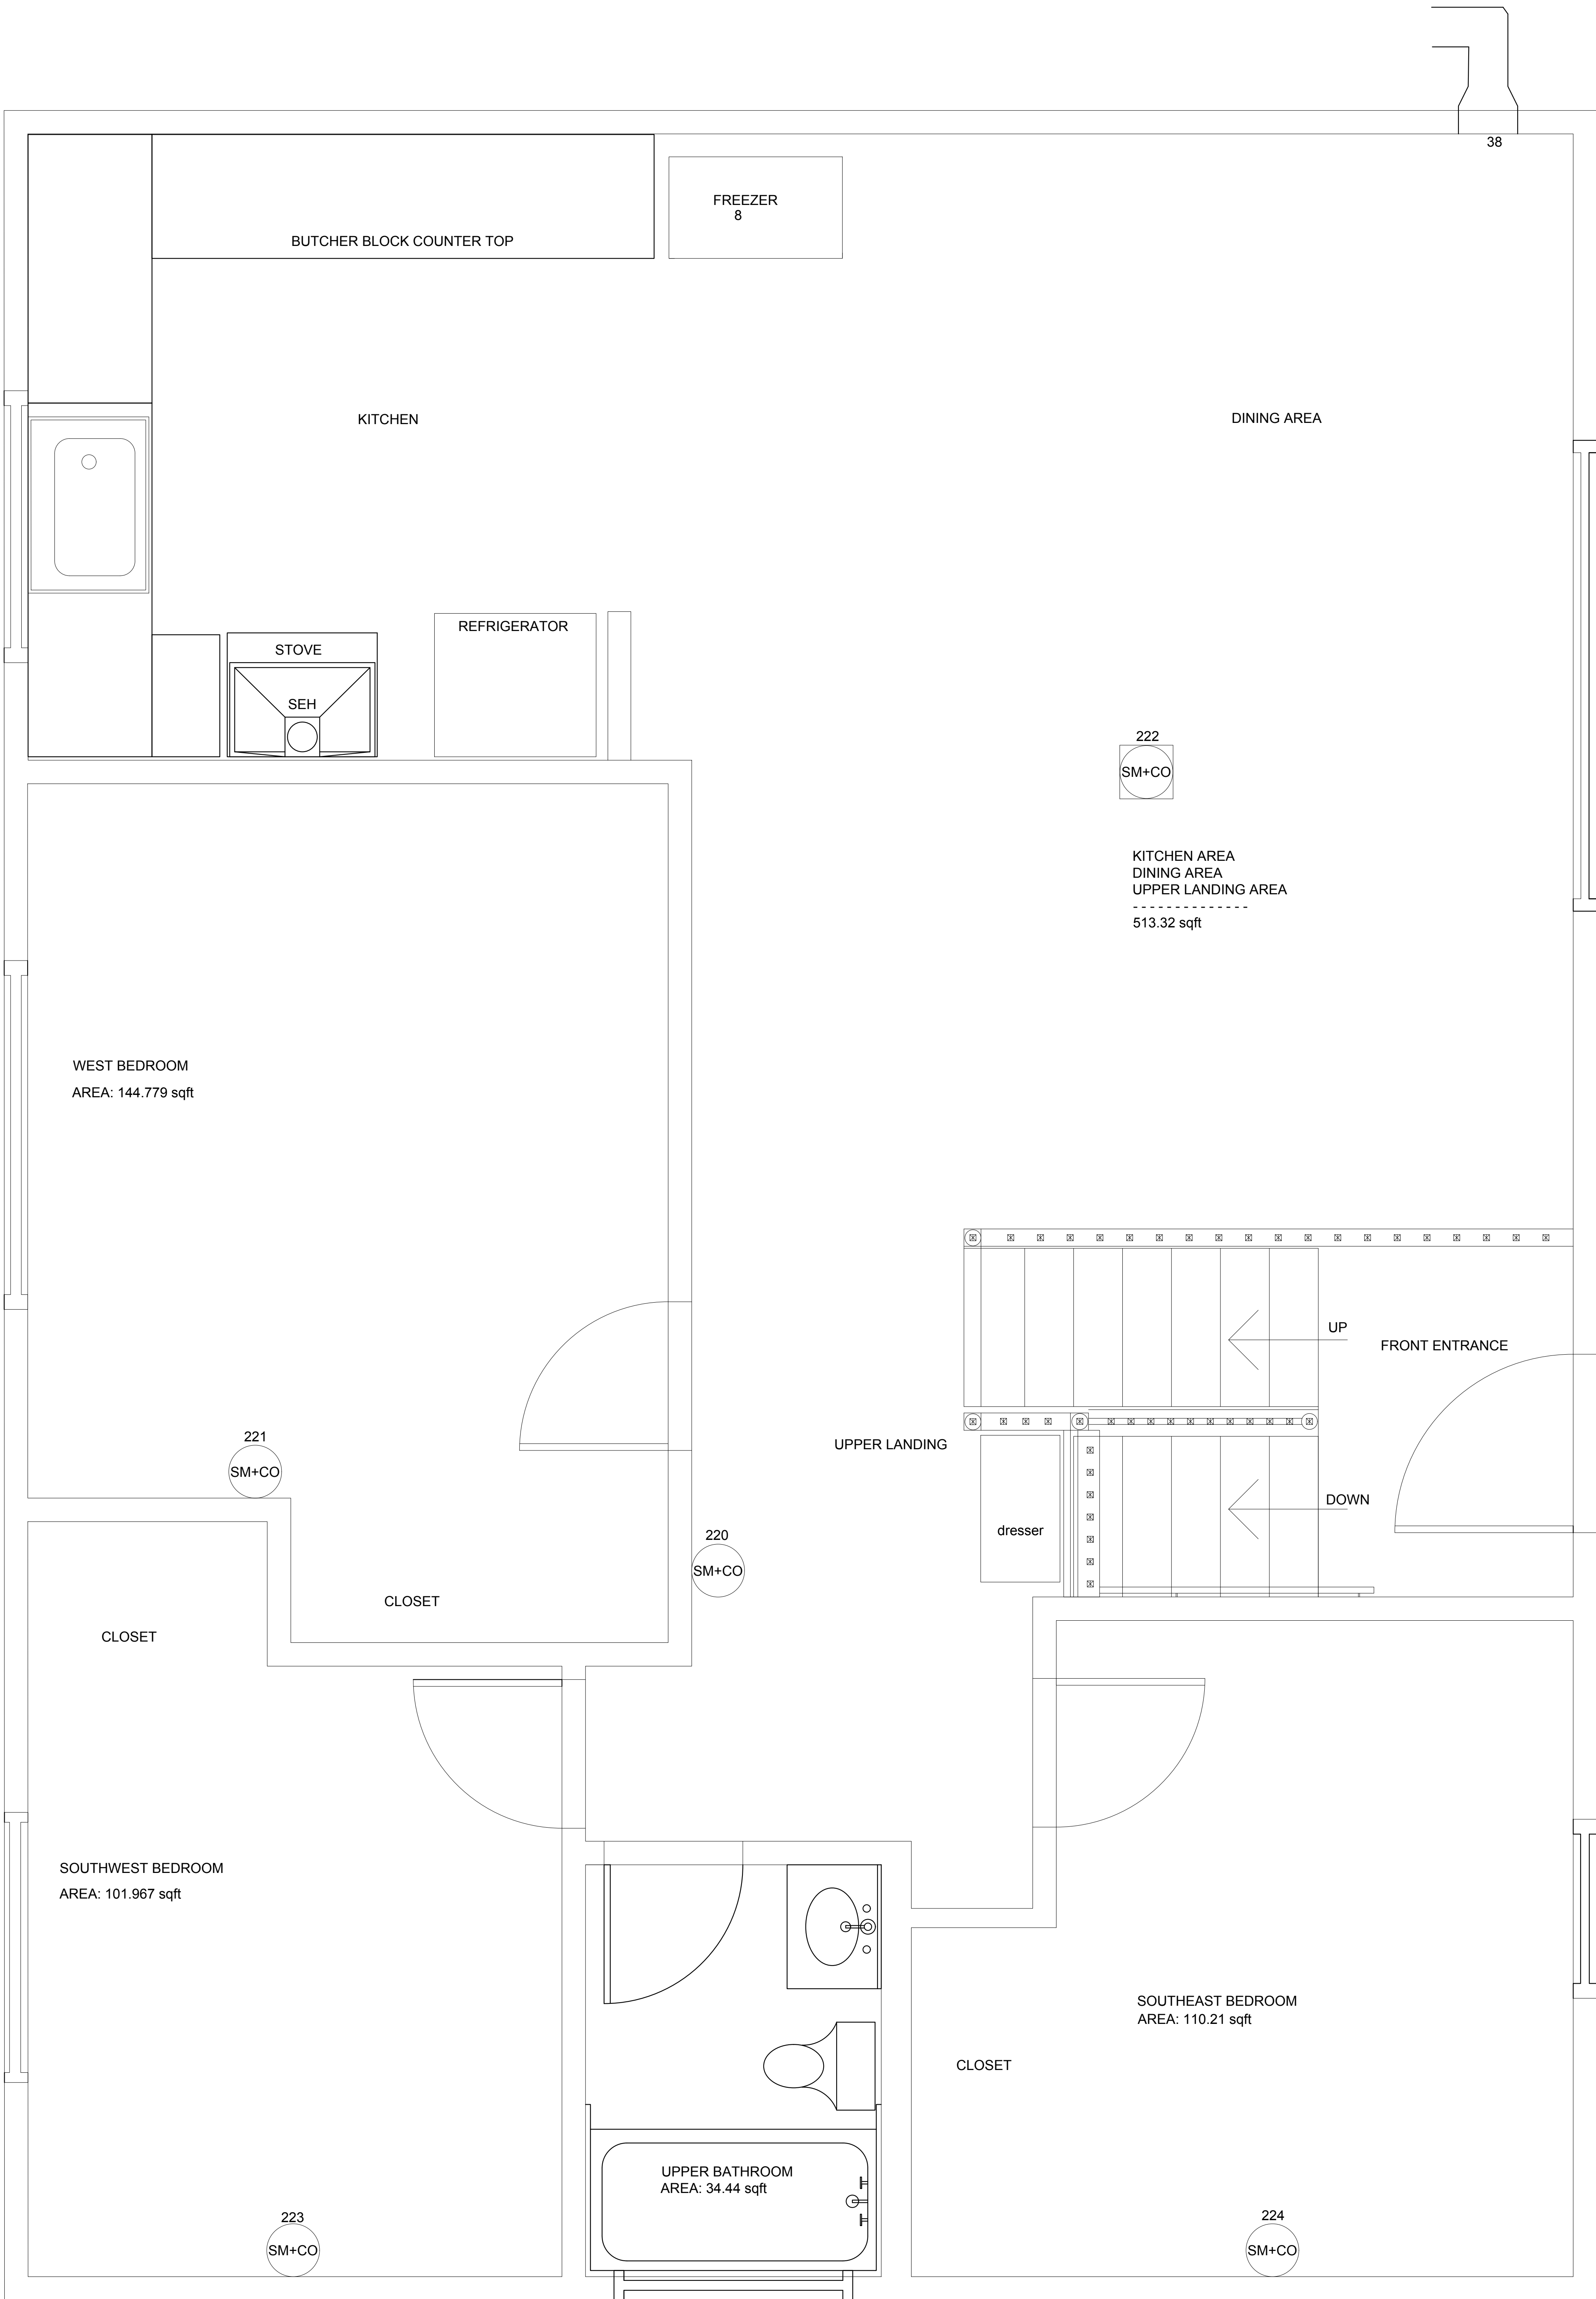 38
FREEZER
8
BUTCHER BLOCK COUNTER TOP
KITCHEN
DINING AREA
REFRIGERATOR
STOVE
SEH
222
SM+CO
KITCHEN AREA
DINING AREA
UPPER LANDING AREA
- - - - - - - - - - - - - -
513.32 sqft
WEST BEDROOM
AREA: 144.779 sqft
UP
FRONT ENTRANCE
221
SM+CO
UPPER LANDING
DOWN
dresser
220
SM+CO
CLOSET
CLOSET
SOUTHWEST BEDROOM
AREA: 101.967 sqft
SOUTHEAST BEDROOM
AREA: 110.21 sqft
CLOSET
UPPER BATHROOM
AREA: 34.44 sqft
223
SM+CO
224
SM+CO